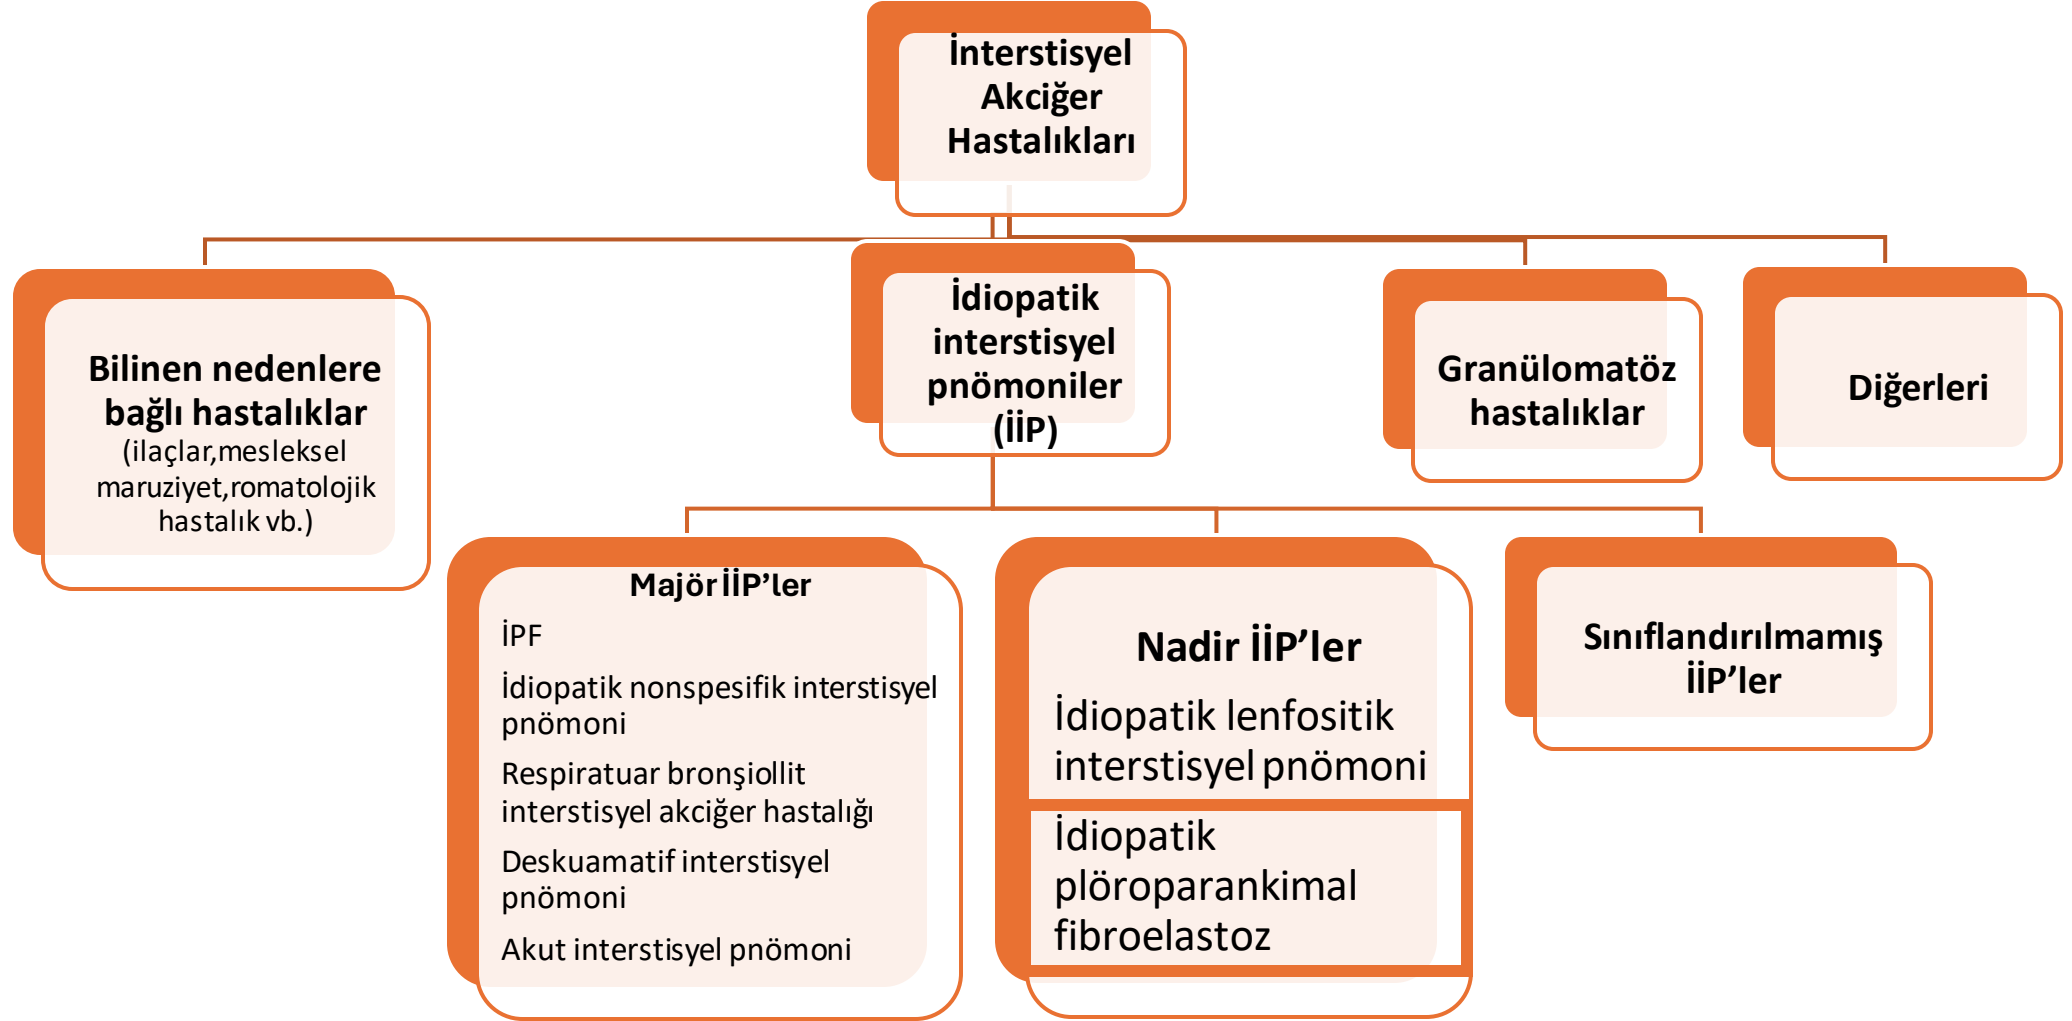 İnterstisyel
Akciğer
Hastalıkları
Bilinen nedenlere
bağlı hastalıklar
(ilaçlar,mesleksel
maruziyet,romatolojik
hastalık vb.)
İdiopatik
interstisyel
pnömoniler
(İİP)
Granülomatöz
hastalıklar
Diğerleri
Majör İİP’ler
İPF
İdiopatik nonspesifik interstisyel
pnömoni
Respiratuar bronşiollit
interstisyel akciğer hastalığı
Deskuamatif interstisyel
pnömoni
Akut interstisyel pnömoni
Nadir İİP’ler
İdiopatik lenfositik
interstisyel pnömoni
İdiopatik
plöroparankimal
fibroelastoz
Sınıflandırılmamış
İİP’ler